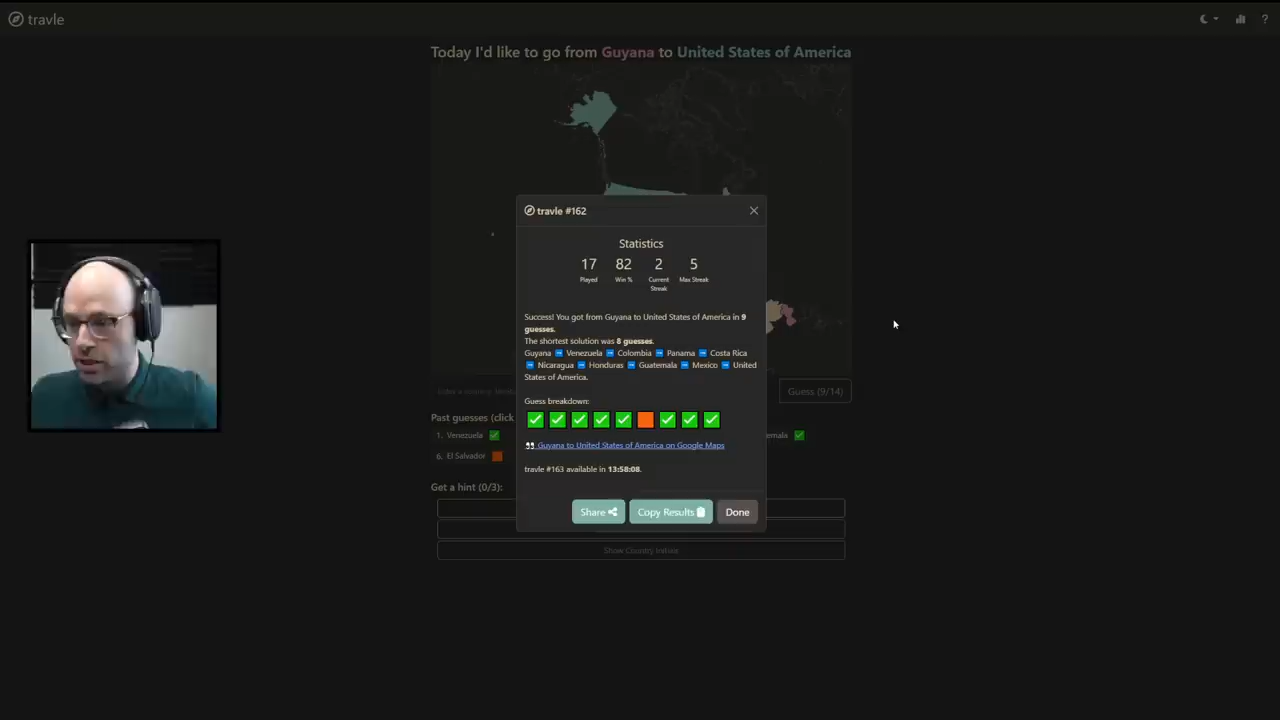 travle
?
Today I'd like to go from Guyana to United States of America
travle #162
Statistics
17 82 2 5
Played Win % Current Streak Max Streak
Success! You got from Guyana to United States of America in 9
guesses.
The shortest solution was 8 guesses.
Guyana ➡ Venezuela ➡ Colombia ➡ Panama ➡ Costa Rica
➡ Nicaragua ➡ Honduras ➡ Guatemala ➡ Mexico ➡ United
States of America.
Guess (9/14)
Guess breakdown:
✅✅✅✅✅🟧✅✅✅
Past guesses (click
1. Venezuela ✅
6. El Salvador 🟧
👀 Guyana to United States of America on Google Maps
travle #163 available in 13:58:08.
Get a hint (0/3):
Share Copy Results Done